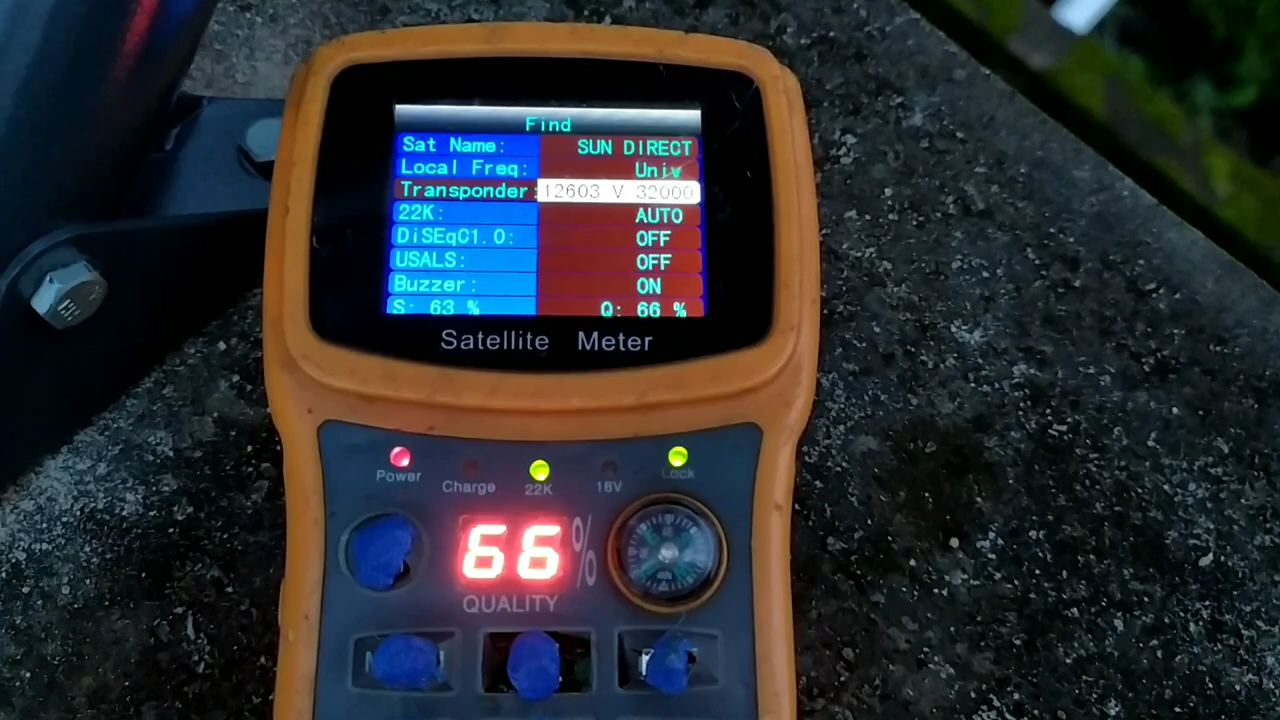 Find
Sat Name: SUN DIRECT
Local Freq: Univ
Transponder: 12603 V 32000
22K: AUTO
DiSEqC1.0: OFF
USALS: OFF
Buzzer: ON
S: 63 % Q: 66 %
Satellite Meter
Power Charge 22K 18V Lock
66 %
QUALITY